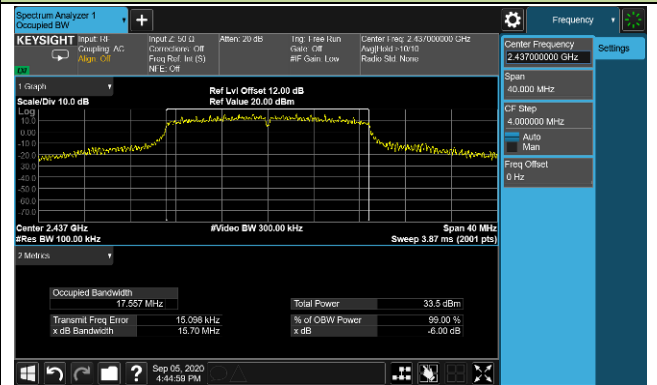 Spectrum Analyzer 1
Occupied BW
KEYSIGHT
Input: RF
Coupling: AC
Align: Off
Input Z: 50 Ω
Corrections: Off
Freq Ref: Int (S)
NFE: Off
Atten: 20 dB
Trig: Free Run
Gate: Off
#IF Gain: Low
Center Freq: 2.437000000 GHz
Avg|Hold >10/10
Radio Std: None
1 Graph
Scale/Div 10.0 dB
Ref Lvl Offset 12.00 dB
Ref Value 20.00 dBm
Log
10.0
0.00
-10.0
-20.0
-30.0
-40.0
-50.0
-60.0
-70.0
Center 2.437 GHz
#Video BW 300.00 kHz
Span 40 MHz
#Res BW 100.00 kHz
Sweep 3.87 ms (2001 pts)
2 Metrics
Occupied Bandwidth
17.557 MHz
Total Power 33.5 dBm
Transmit Freq Error 15.098 kHz
% of OBW Power 99.00 %
x dB Bandwidth 15.70 MHz
x dB -6.00 dB
Sep 05, 2020
4:44:59 PM
Frequency
Settings
Center Frequency
2.437000000 GHz
Span
40.000 MHz
CF Step
4.000000 MHz
Auto
Man
Freq Offset
0 Hz